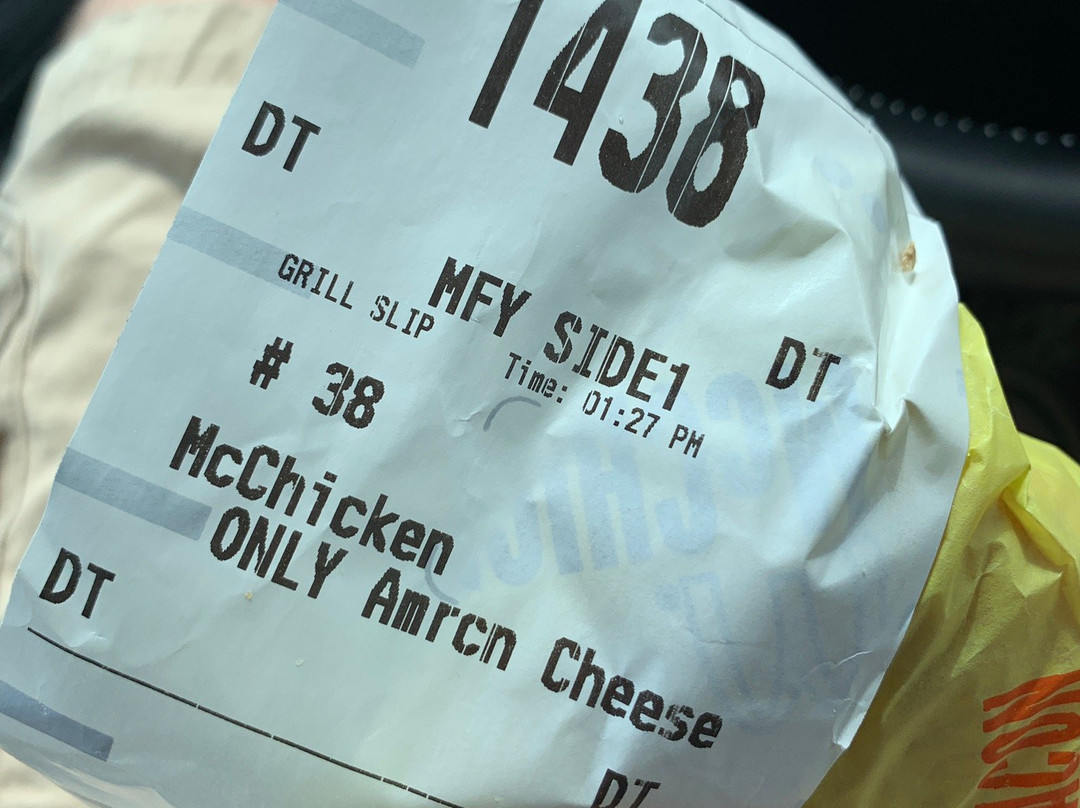 1438
DT
GRILL SLIP
MFY SIDE1
DT
# 38
Time: 01:27 PM
McChicken
ONLY Amrcn Cheese
DT
DT